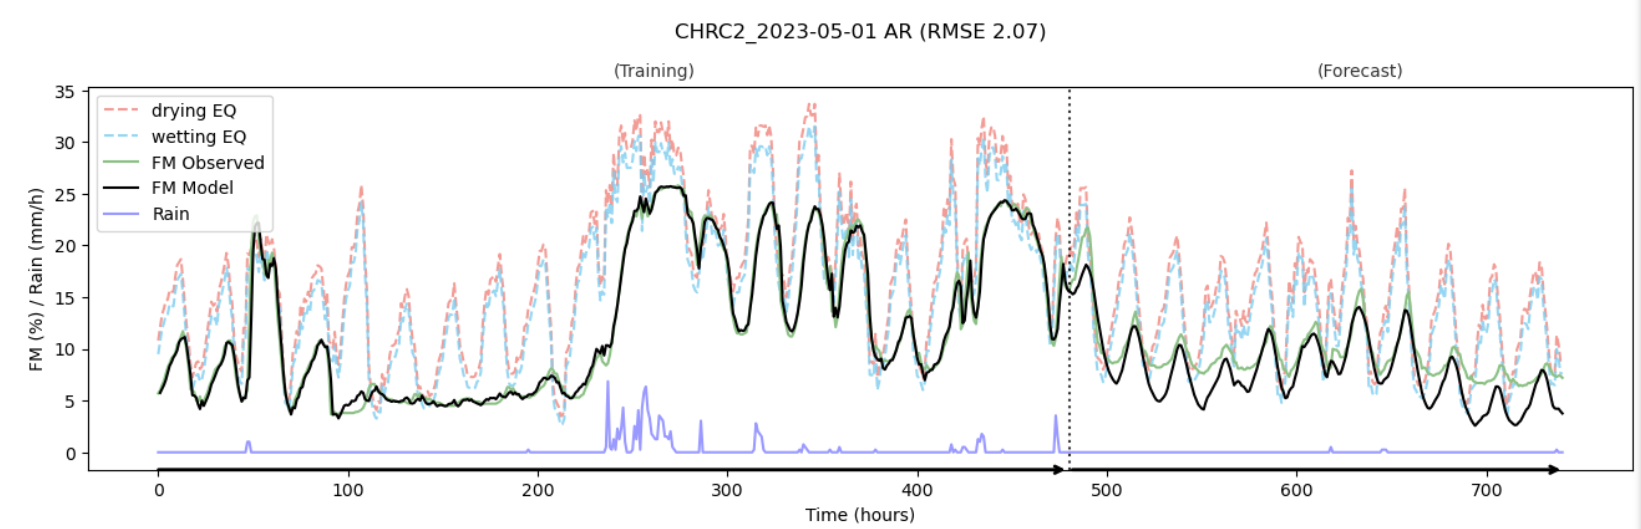 CHRC2_2023-05-01 AR (RMSE 2.07)
(Training)
(Forecast)
FM (%) / Rain (mm/h)
35
30
25
20
15
10
5
0
drying EQ
wetting EQ
FM Observed
FM Model
Rain
0
100
200
300
400
500
600
700
Time (hours)